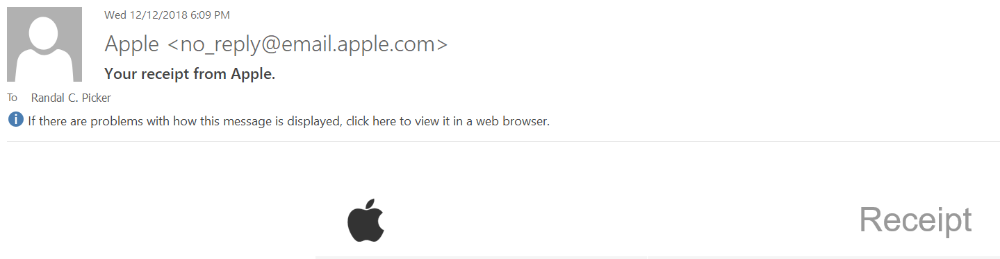 Wed 12/12/2018 6:09 PM
Apple <no_reply@email.apple.com>
Your receipt from Apple.
To Randal C. Picker
If there are problems with how this message is displayed, click here to view it in a web browser.
Receipt